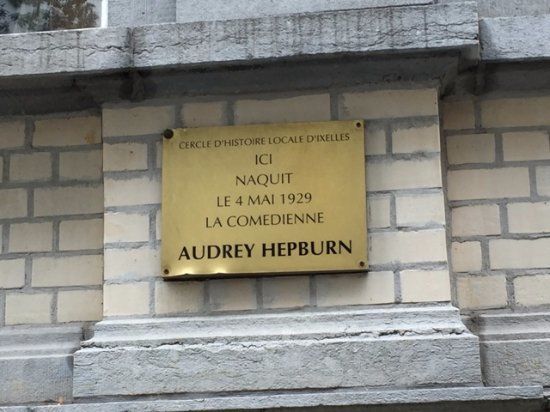 CERCLE D'HISTOIRE LOCALE D'IXELLES
ICI
NAQUIT
LE 4 MAI 1929
LA COMEDIENNE
AUDREY HEPBURN